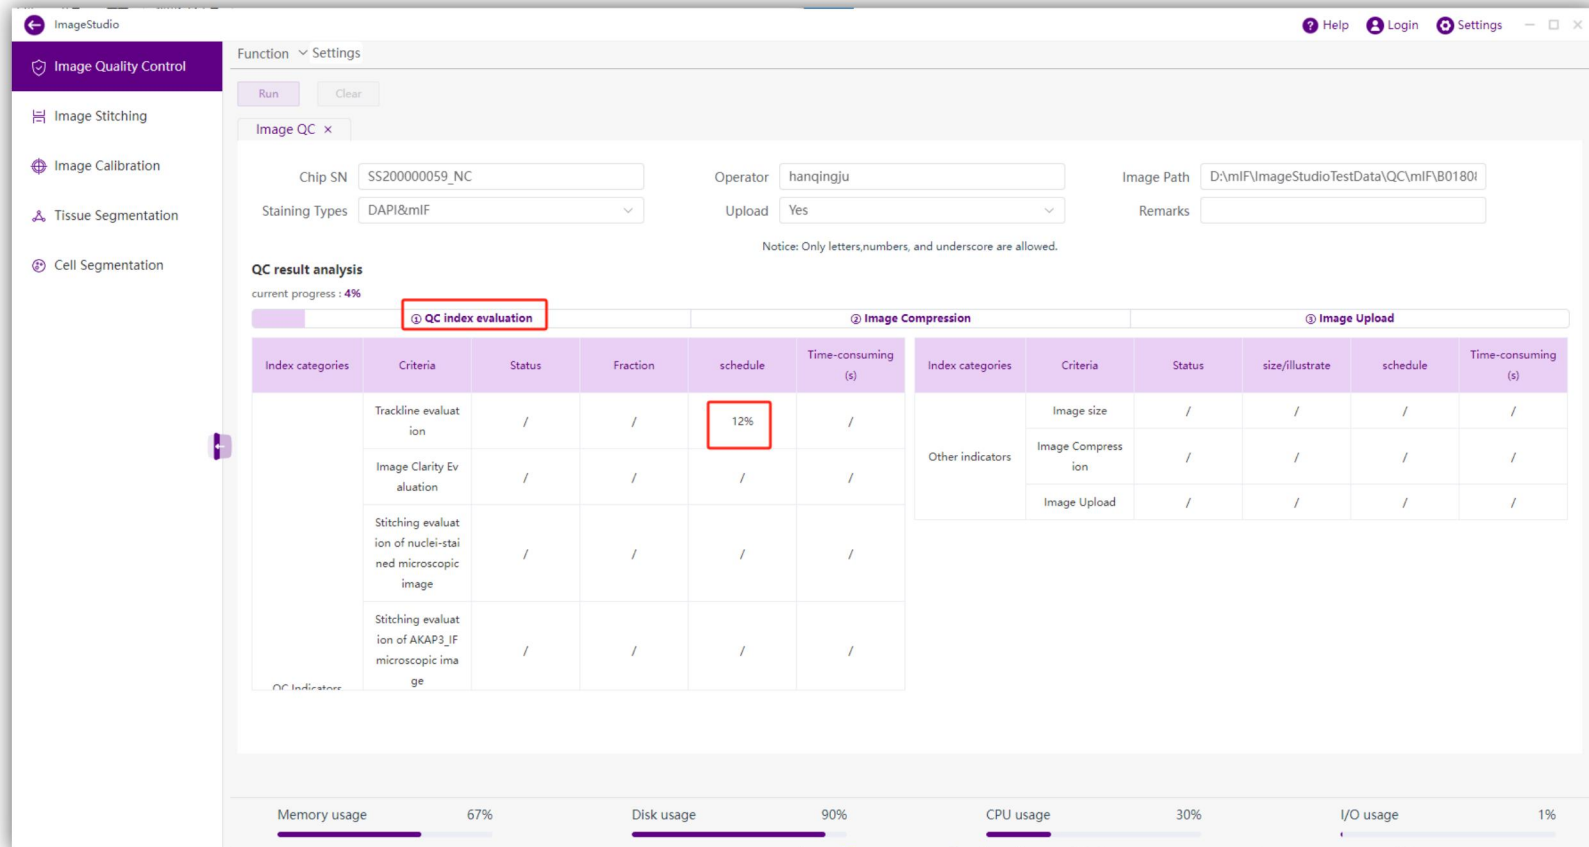 ImageStudio
Help Login Settings
Image Quality Control
Image Stitching
Image Calibration
Tissue Segmentation
Cell Segmentation
Function Settings
Run Clear
Image QC ×
Chip SN SS200000059_NC Operator hanqingju Image Path D:\mIF\ImageStudioTestData\QC\mIF\B0180
Staining Types DAPI&mIF Upload Yes Remarks
Notice: Only letters,numbers, and underscore are allowed.
QC result analysis
current progress : 4%
① QC index evaluation ② Image Compression ③ Image Upload
Index categories Criteria Status Fraction schedule Time-consuming
(s)
Trackline evaluat
ion / / 12% /
Image Clarity Ev
aluation / / / /
Stitching evaluat
ion of nuclei-stai
ned microscopic
image / / / /
Stitching evaluat
ion of AKAP3_IF
microscopic ima
ge / / / /
QC Indicators
Index categories Criteria Status size/illustrate schedule Time-consuming
(s)
Other indicators
Image size / / / /
Image Compress
ion / / / /
Image Upload / / / /
Memory usage 67% Disk usage 90% CPU usage 30% I/O usage 1%